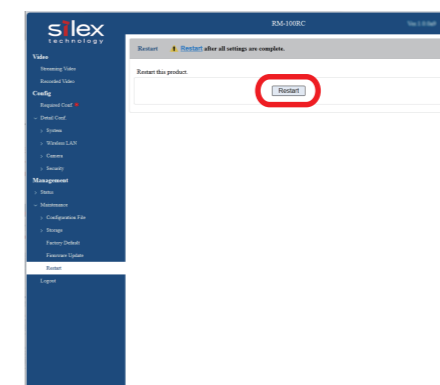 silex
technology
RM-100RC
Video
Streaming Video
Recorded Video
Config
Required Conf
Detail Conf
System
Wireless LAN
Camera
Security
Management
Status
Maintenance
Configuration File
Storage
Factory Default
Firmware Update
Restart
Logout
Restart Restart after all settings are complete.
Restart this product.
Restart